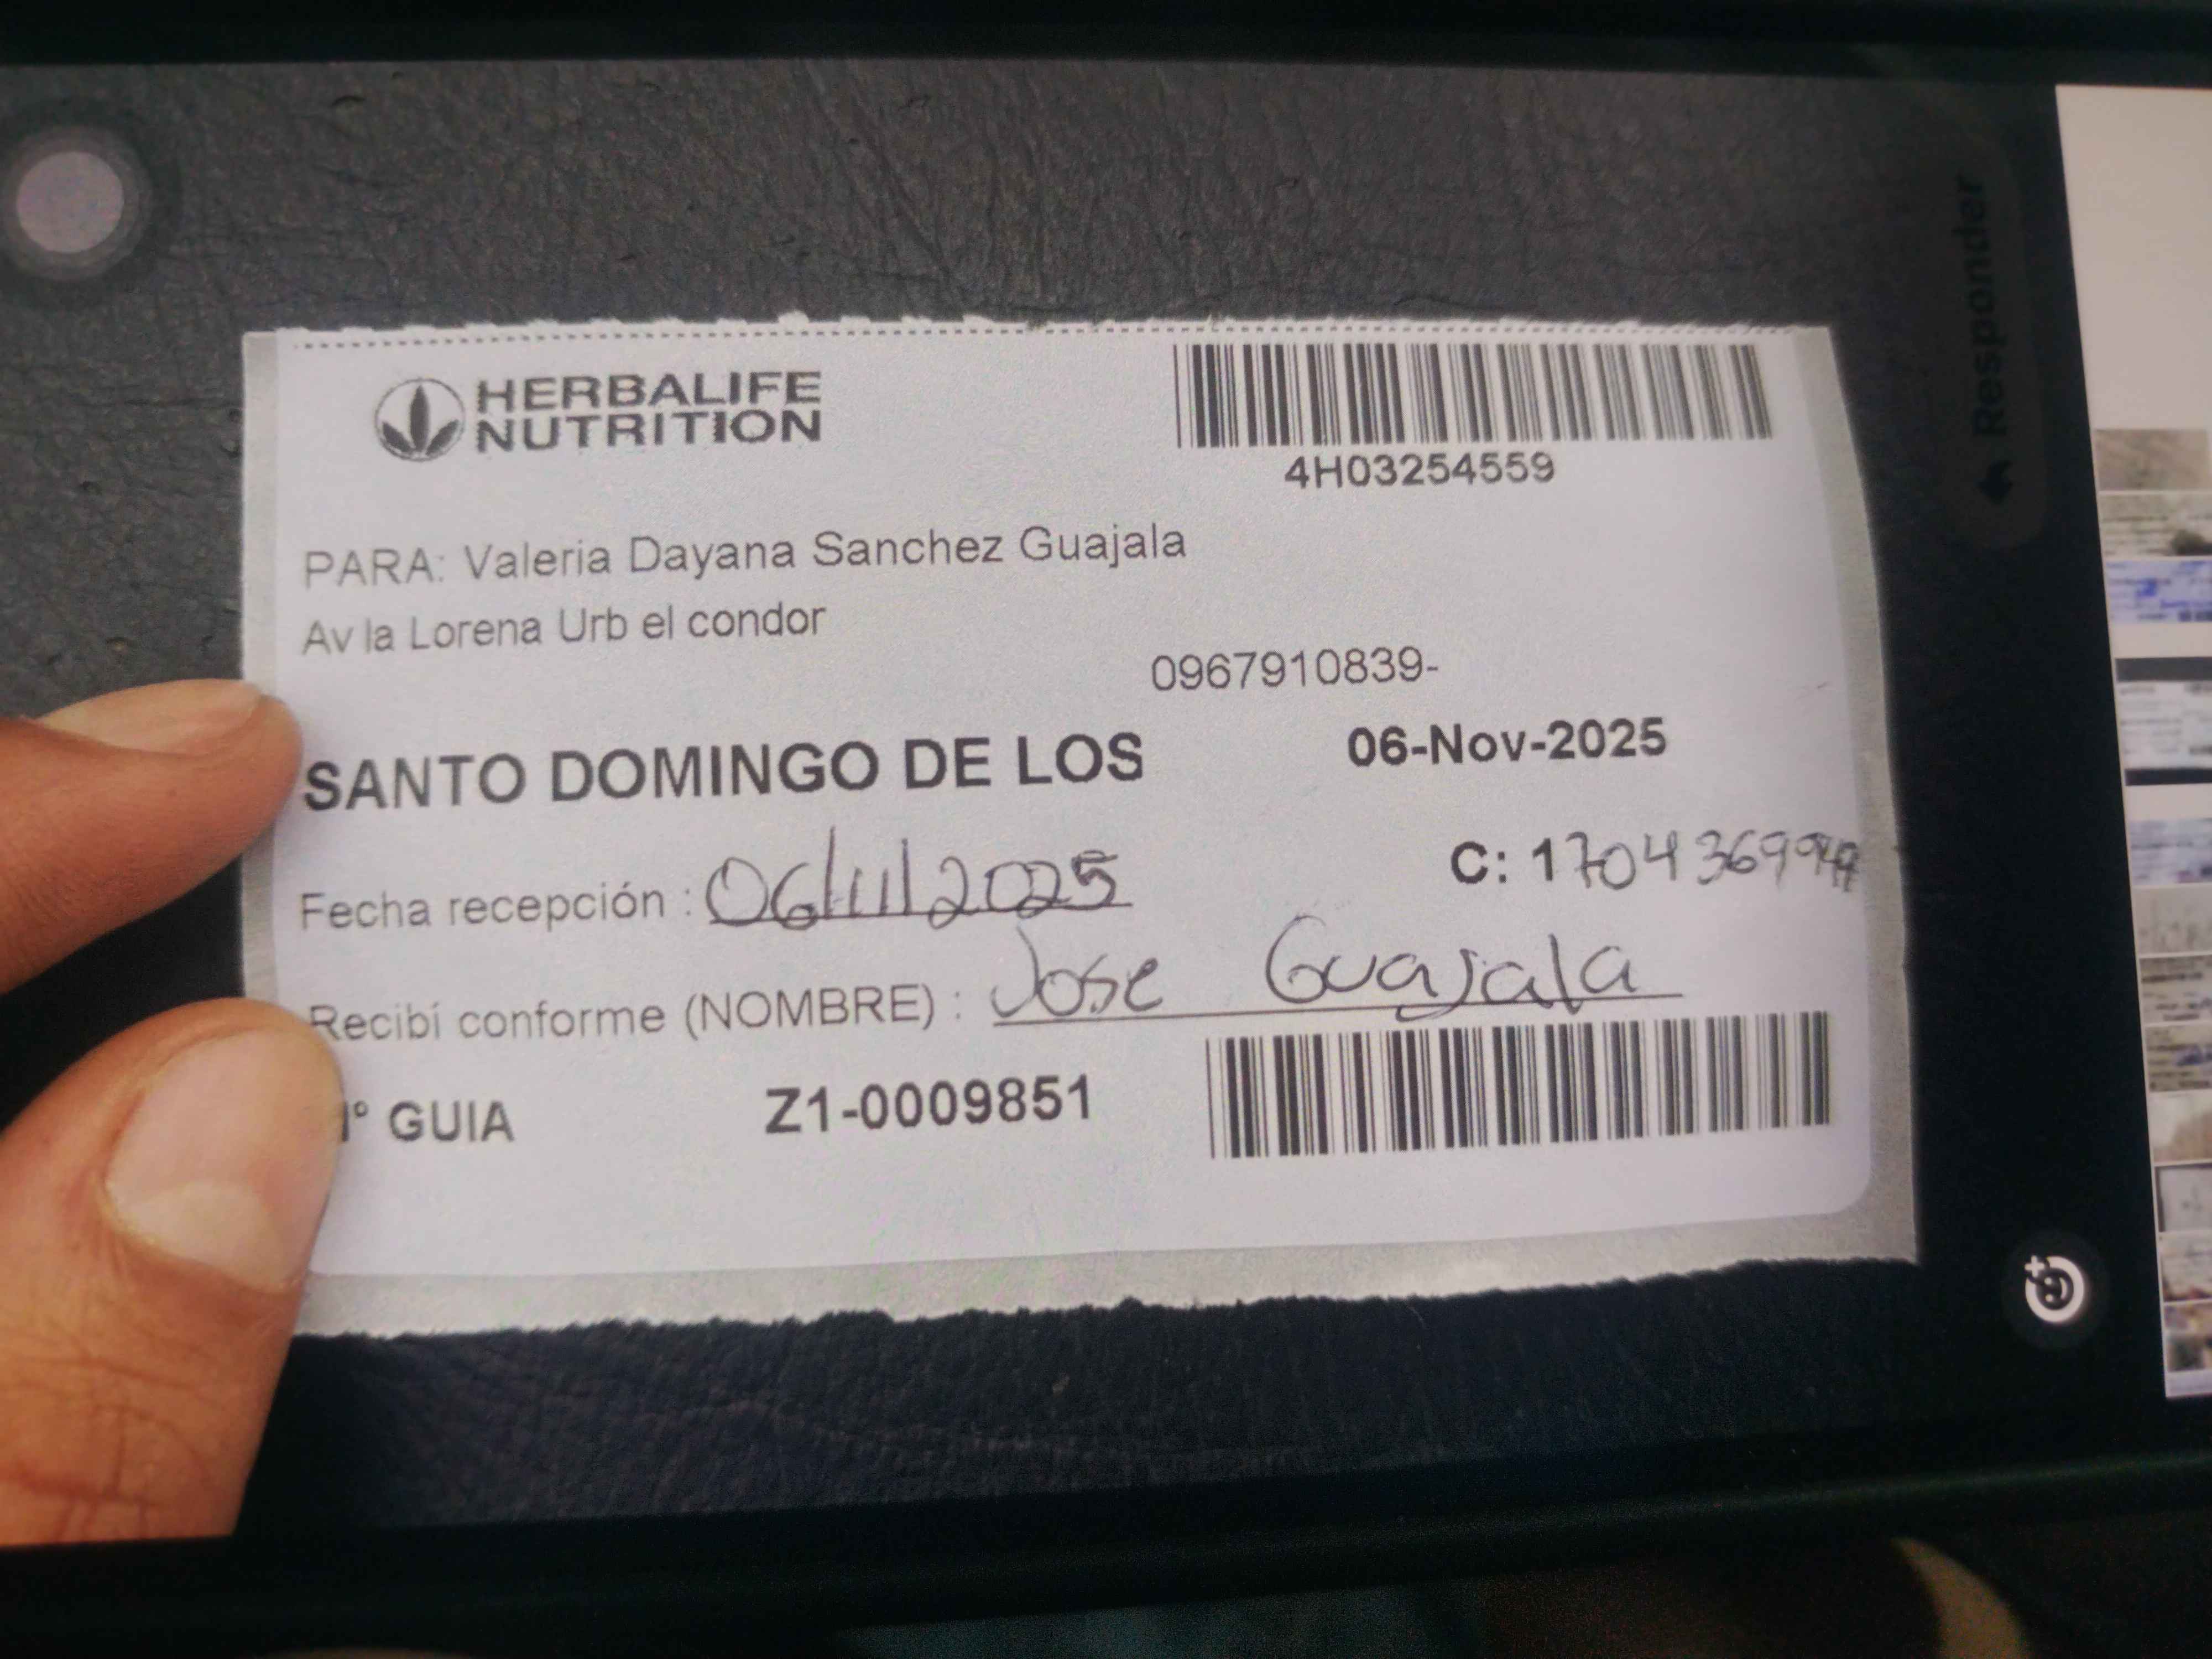 HERBALIFE
NUTRITION
4H03254559
PARA: Valeria Dayana Sanchez Guajala
Av la Lorena Urb el condor
0967910839-
SANTO DOMINGO DE LOS
06-Nov-2025
Fecha recepción : 06/11/2025
C: 1
Recibí conforme (NOMBRE) : Jose Guajala
GUIA Z1-0009851
Responder